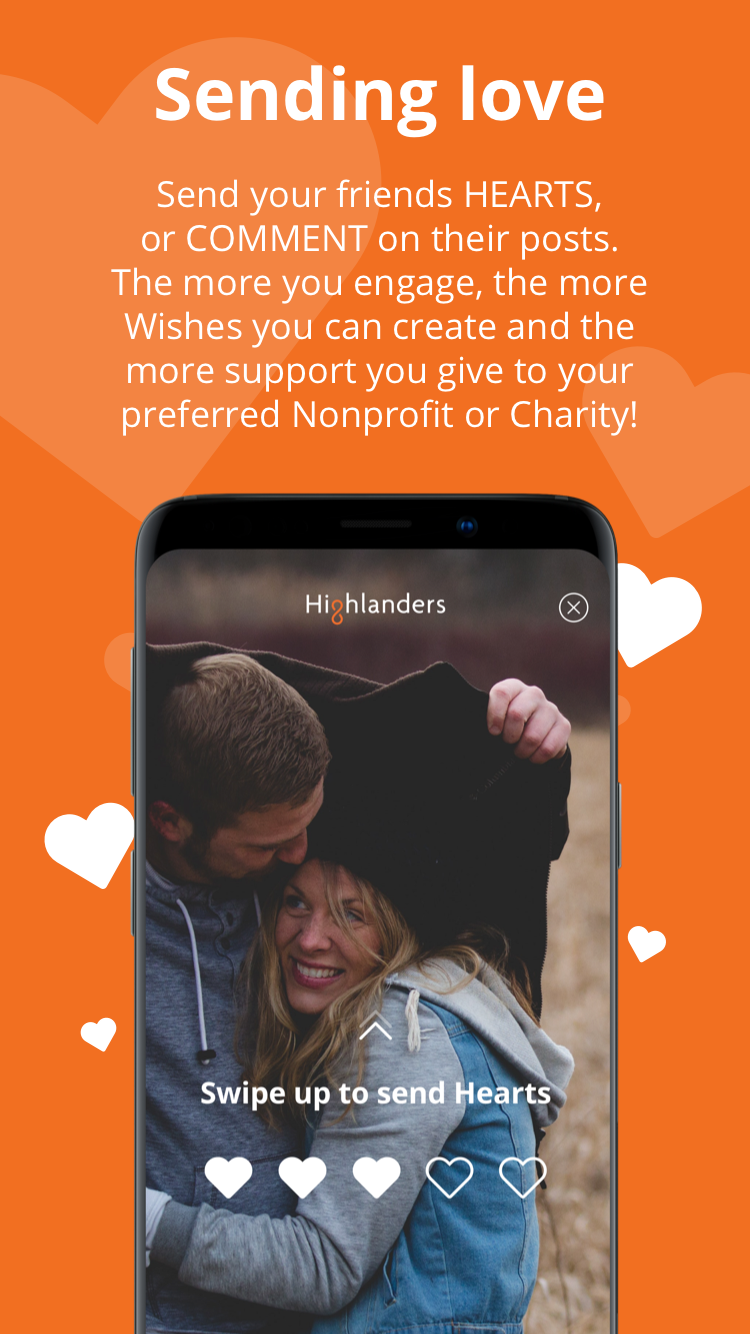 Sending love
Send your friends HEARTS,
or COMMENT on their posts.
The more you engage, the more
Wishes you can create and the
more support you give to your
preferred Nonprofit or Charity!
Highlanders
Swipe up to send Hearts